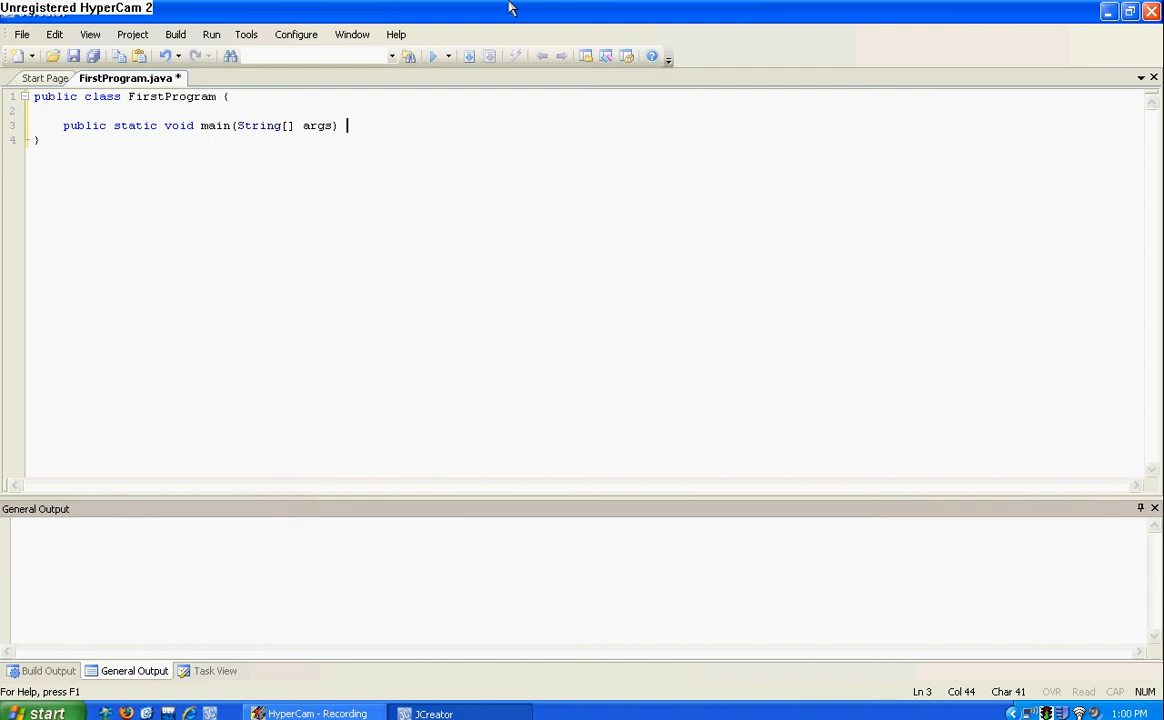 Unregistered HyperCam 2
File Edit View Project Build Run Tools Configure Window Help
Start Page FirstProgram.java *
1 public class FirstProgram {
2
3 public static void main(String[] args)
4 }
General Output
Build Output General Output Task View
For Help, press F1 Ln 3 Col 44 Char 41 OVR Read CAP NUM
start HyperCam - Recording JCreator 1:00 PM